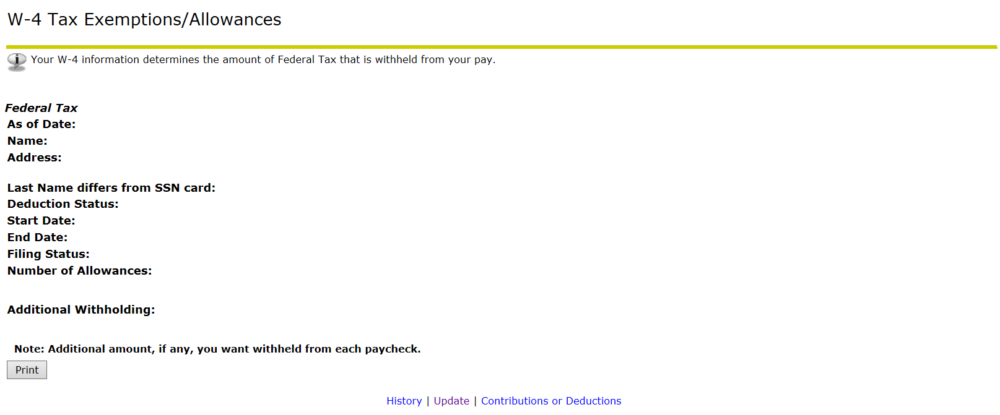 W-4 Tax Exemptions/Allowances
Your W-4 information determines the amount of Federal Tax that is withheld from your pay.
Federal Tax
As of Date:
Name:
Address:
Last Name differs from SSN card:
Deduction Status:
Start Date:
End Date:
Filing Status:
Number of Allowances:
Additional Withholding:
Note: Additional amount, if any, you want withheld from each paycheck.
Print
History | Update | Contributions or Deductions